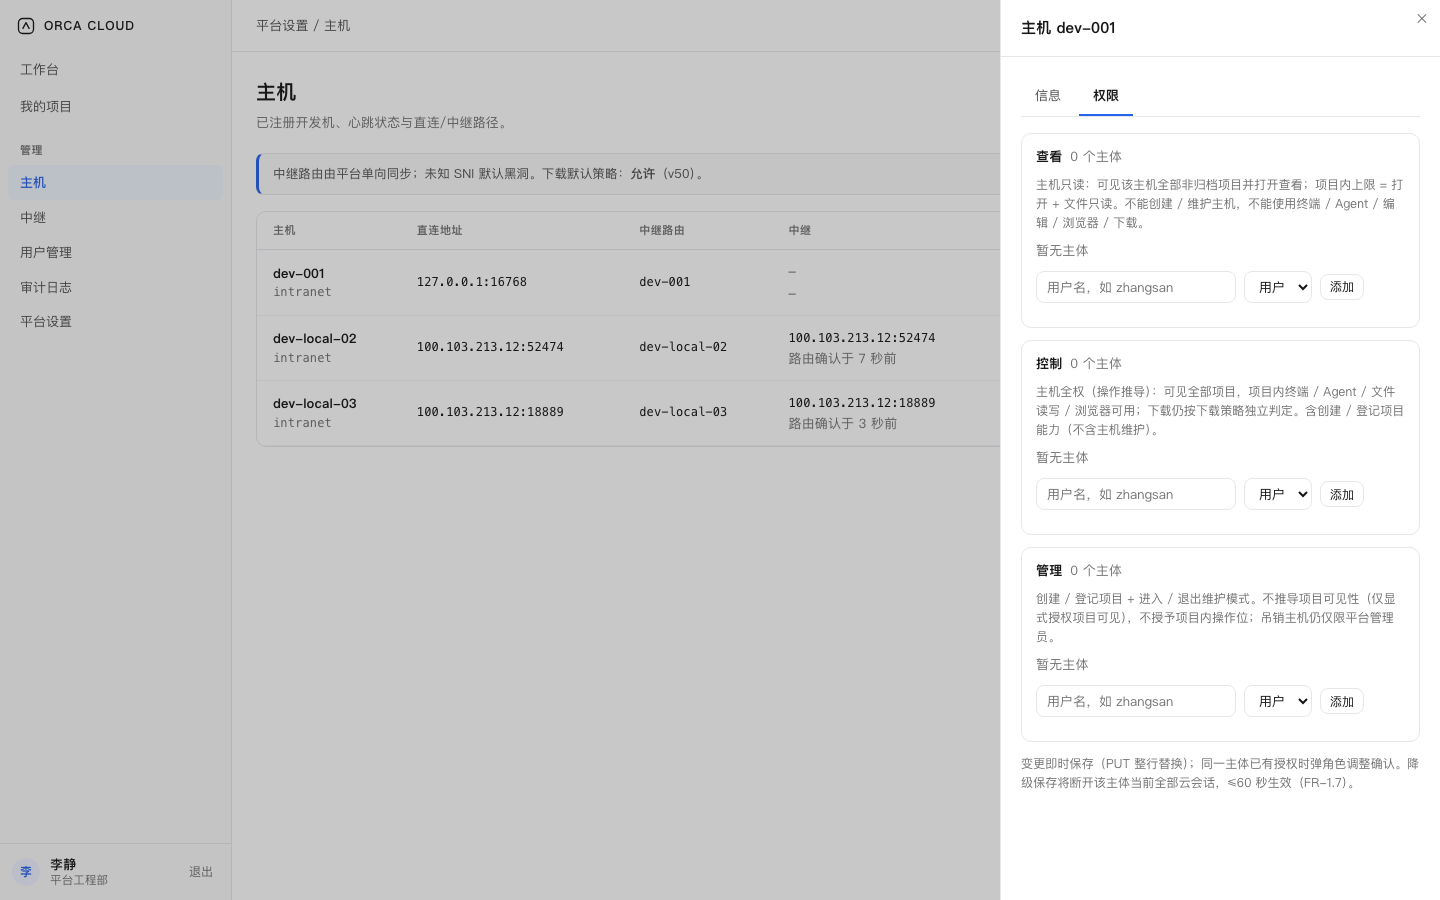 ORCA CLOUD
工作台
我的项目
管理
主机
中继
用户管理
审计日志
平台设置
李
李静
平台工程部
退出
平台设置 / 主机
主机
已注册开发机、心跳状态与直连/中继路径。
中继路由由平台单向同步；未知 SNI 默认黑洞。下载默认策略：允许（v50）。
主机 直连地址 中继路由 中继
dev-001 127.0.0.1:16768 dev-001 —
intranet —
dev-local-02 100.103.213.12:52474 dev-local-02 100.103.213.12:52474
intranet 路由确认于 7 秒前
dev-local-03 100.103.213.12:18889 dev-local-03 100.103.213.12:18889
intranet 路由确认于 3 秒前
主机 dev-001
信息 权限
查看 0 个主体
主机只读：可见该主机全部非归档项目并打开查看；项目内上限 = 打
开 + 文件只读。不能创建 / 维护主机，不能使用终端 / Agent / 编
辑 / 浏览器 / 下载。
暂无主体
用户名，如 zhangsan 用户 添加
控制 0 个主体
主机全权（操作推导）：可见全部项目，项目内终端 / Agent / 文件
读写 / 浏览器可用；下载仍按下载策略独立判定。含创建 / 登记项目
能力（不含主机维护）。
暂无主体
用户名，如 zhangsan 用户 添加
管理 0 个主体
创建 / 登记项目 + 进入 / 退出维护模式。不推导项目可见性（仅显
式授权项目可见），不授予项目内操作位；吊销主机仍仅限平台管理
员。
暂无主体
用户名，如 zhangsan 用户 添加
变更即时保存（PUT 整行替换）；同一主体已有授权时弹角色调整确认。降
级保存将断开该主体当前全部云会话，≤60 秒生效（FR-1.7）。